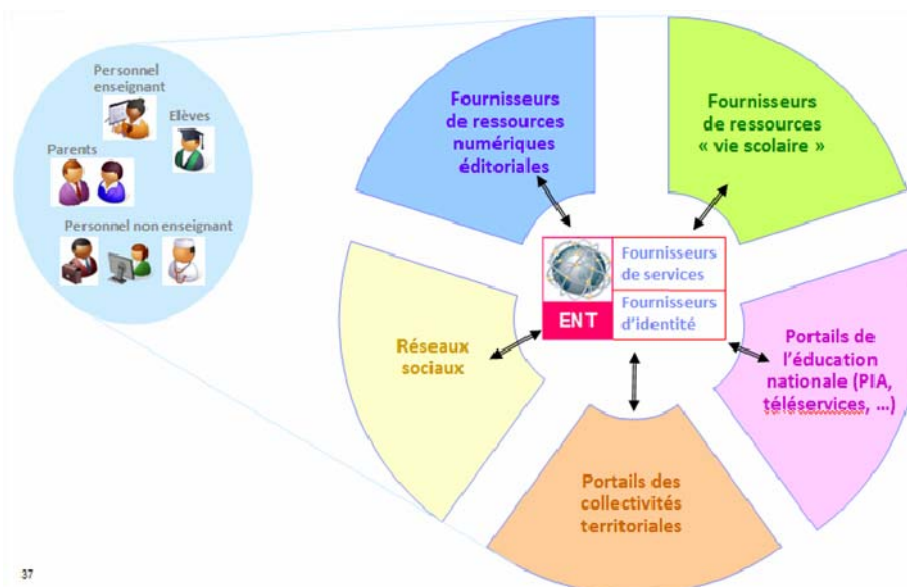 Personnel
enseignant
Elèves
Parents
Personnel non enseignant
Fournisseurs
de ressources
numériques
éditoriales
Fournisseurs
de ressources
« vie scolaire »
Fournisseurs
de services
ENT
Fournisseurs
d'identité
Réseaux
sociaux
Portails de
l'éducation
nationale (PIA,
téléservices, ...)
Portails des
collectivités
territoriales
37